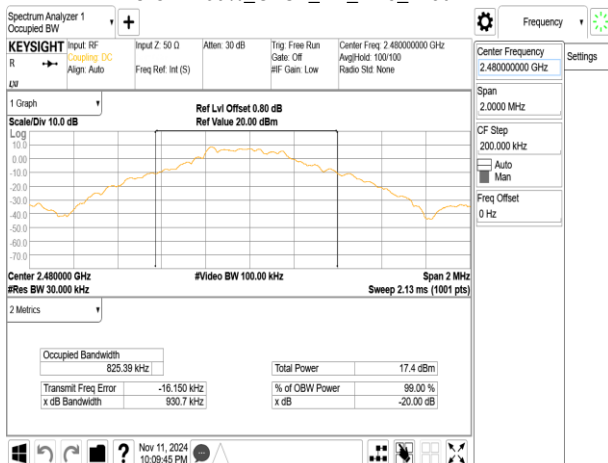 Spectrum Analyzer 1
Occupied BW
Frequency
KEYSIGHT
R
Input: RF
Coupling: DC
Align: Auto
Input Z: 50 Ω
Freq Ref: Int (S)
Atten: 30 dB
Trig: Free Run
Gate: Off
#IF Gain: Low
Center Freq: 2.480000000 GHz
Avg|Hold: 100/100
Radio Std: None
Center Frequency
2.480000000 GHz
Settings
Span
2.0000 MHz
CF Step
200.000 kHz
Auto
Man
Freq Offset
0 Hz
1 Graph
Scale/Div 10.0 dB
Ref Lvl Offset 0.80 dB
Ref Value 20.00 dBm
Log
10.0
0.00
-10.0
-20.0
-30.0
-40.0
-50.0
-60.0
-70.0
Center 2.480000 GHz
#Res BW 30.000 kHz
#Video BW 100.00 kHz
Span 2 MHz
Sweep 2.13 ms (1001 pts)
2 Metrics
Occupied Bandwidth
825.39 kHz
Transmit Freq Error -16.150 kHz
x dB Bandwidth 930.7 kHz
Total Power 17.4 dBm
% of OBW Power 99.00 %
x dB -20.00 dB
Nov 11, 2024
10:09:45 PM